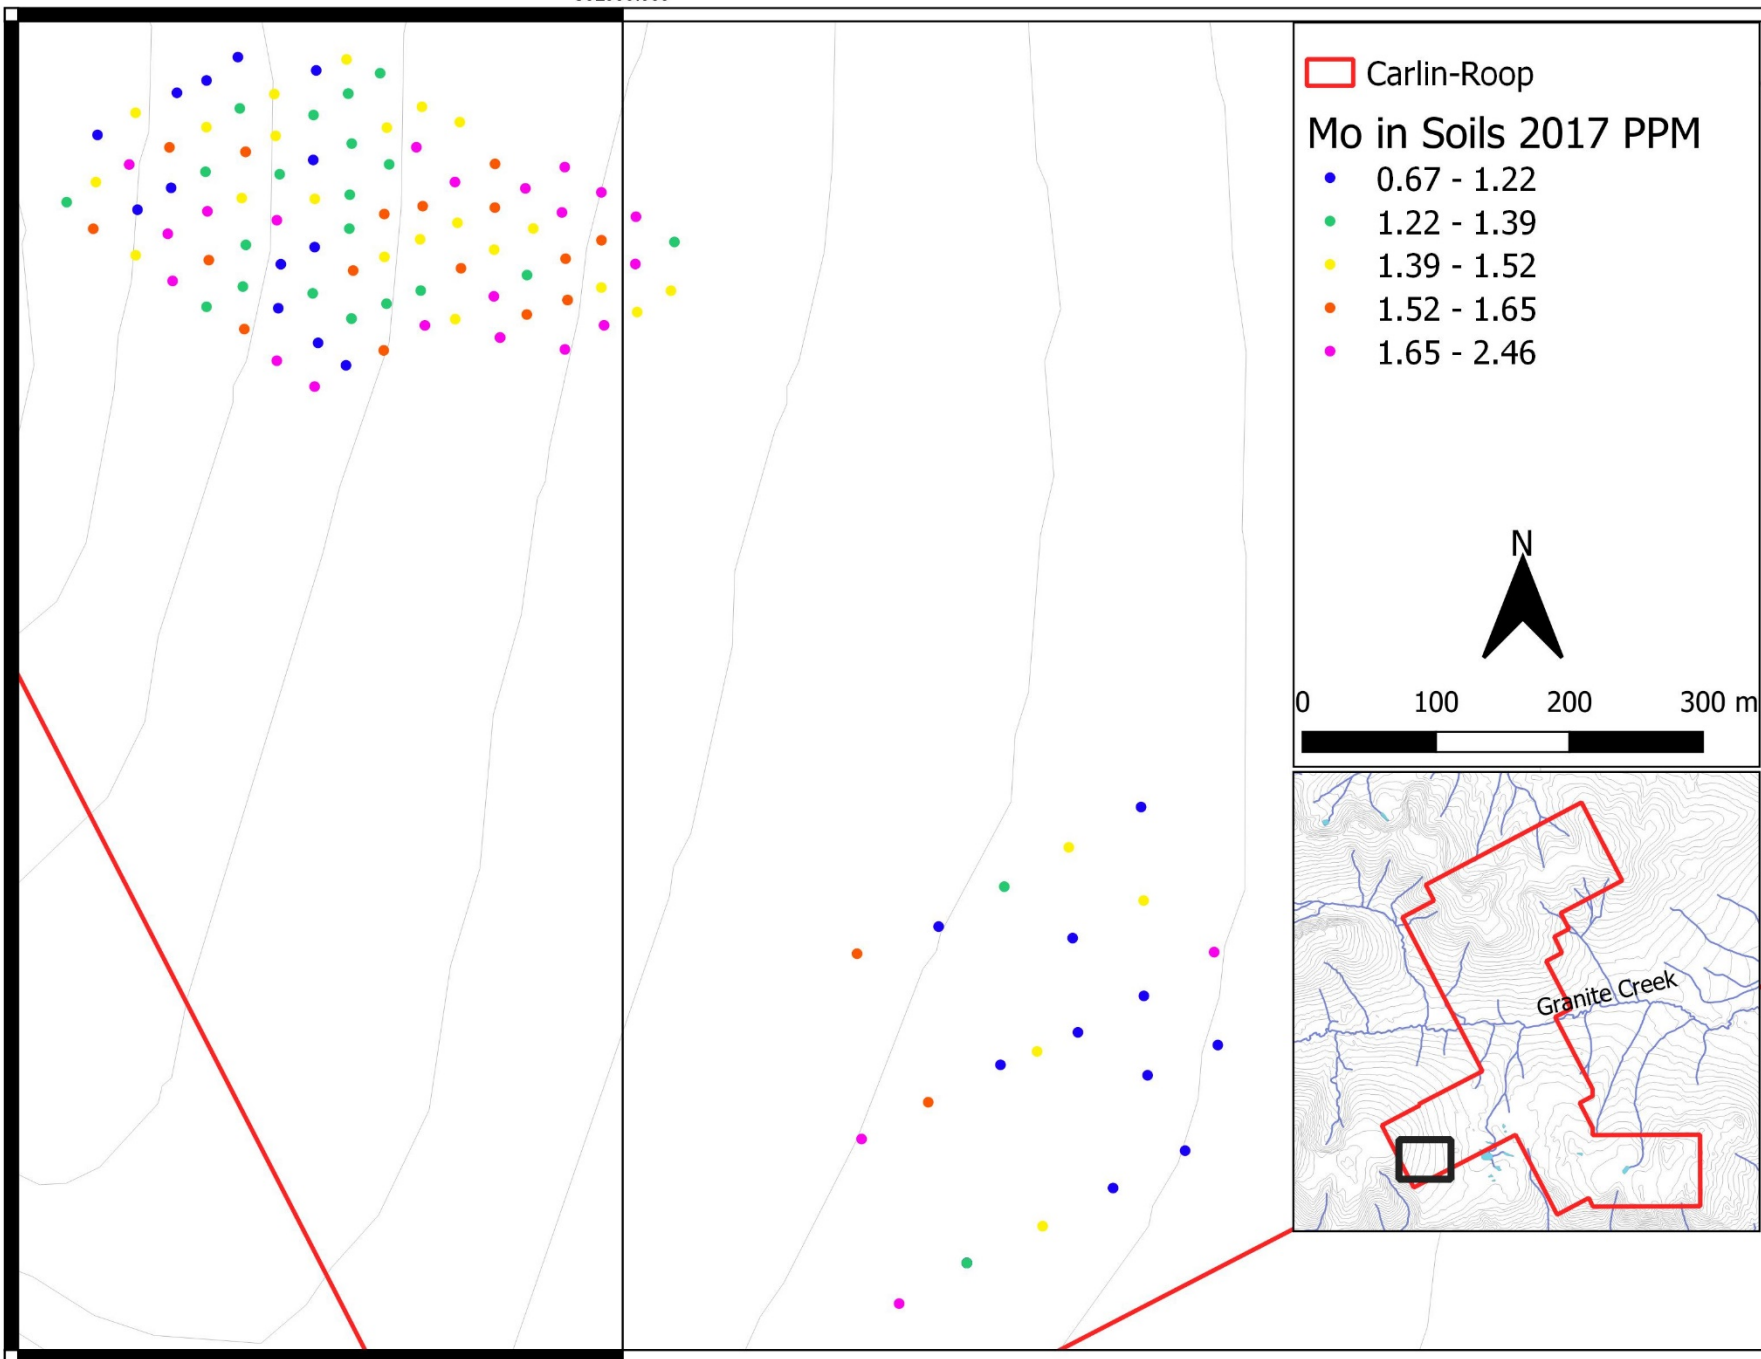 Carlin-Roop
Mo in Soils 2017 PPM
0.67 - 1.22
1.22 - 1.39
1.39 - 1.52
1.52 - 1.65
1.65 - 2.46
N
0 100 200 300 m
Granite Creek